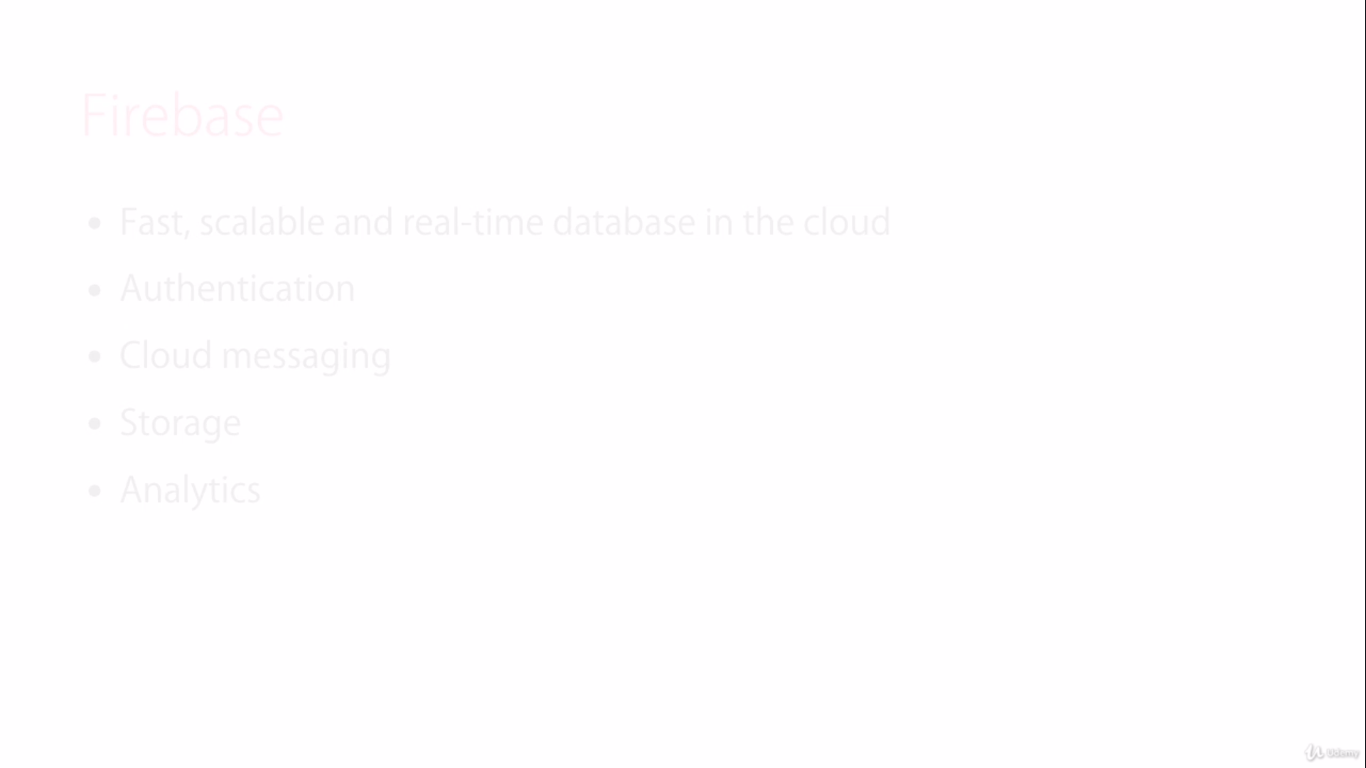 Firebase
• Fast, scalable and real-time database in the cloud
• Authentication
• Cloud messaging
• Storage
• Analytics
Udemy